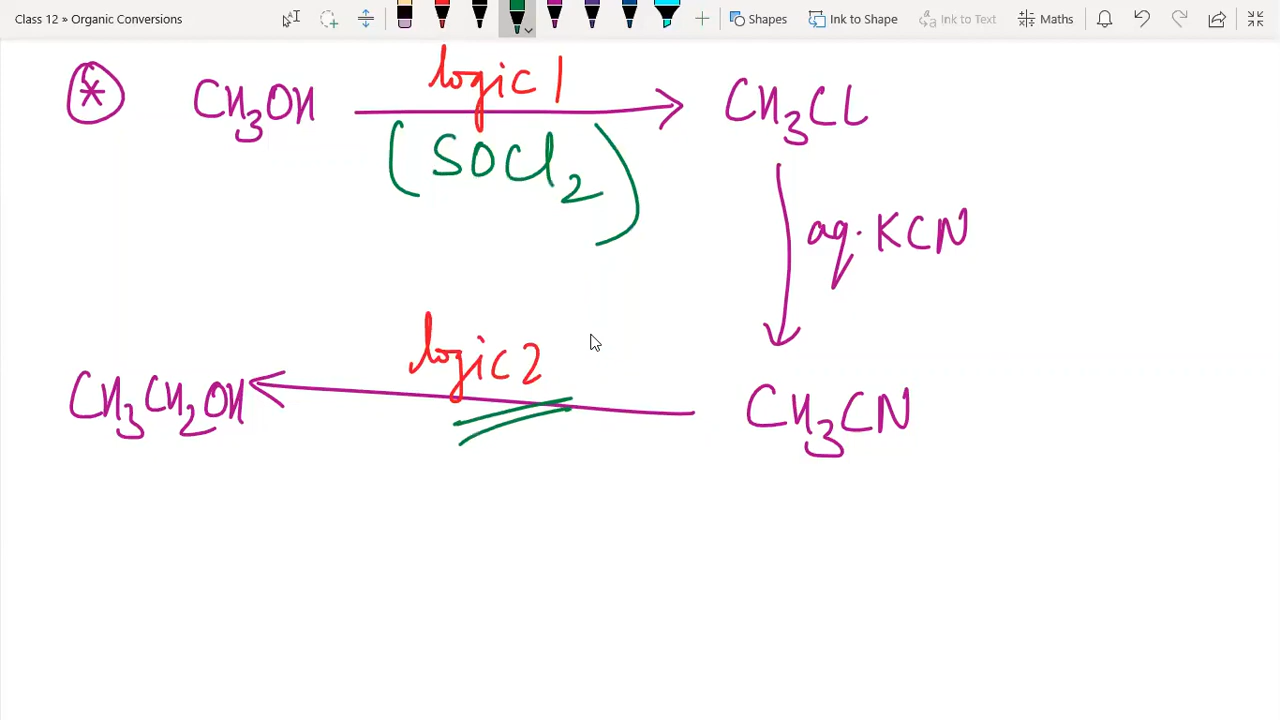 Class 12 » Organic Conversions
Shapes
Ink to Shape
Ink to Text
Maths
* CH3OH logic 1 CH3Cl
(SOCl2)
aq. KCN
logic 2
CH3CH2OH CH3CN